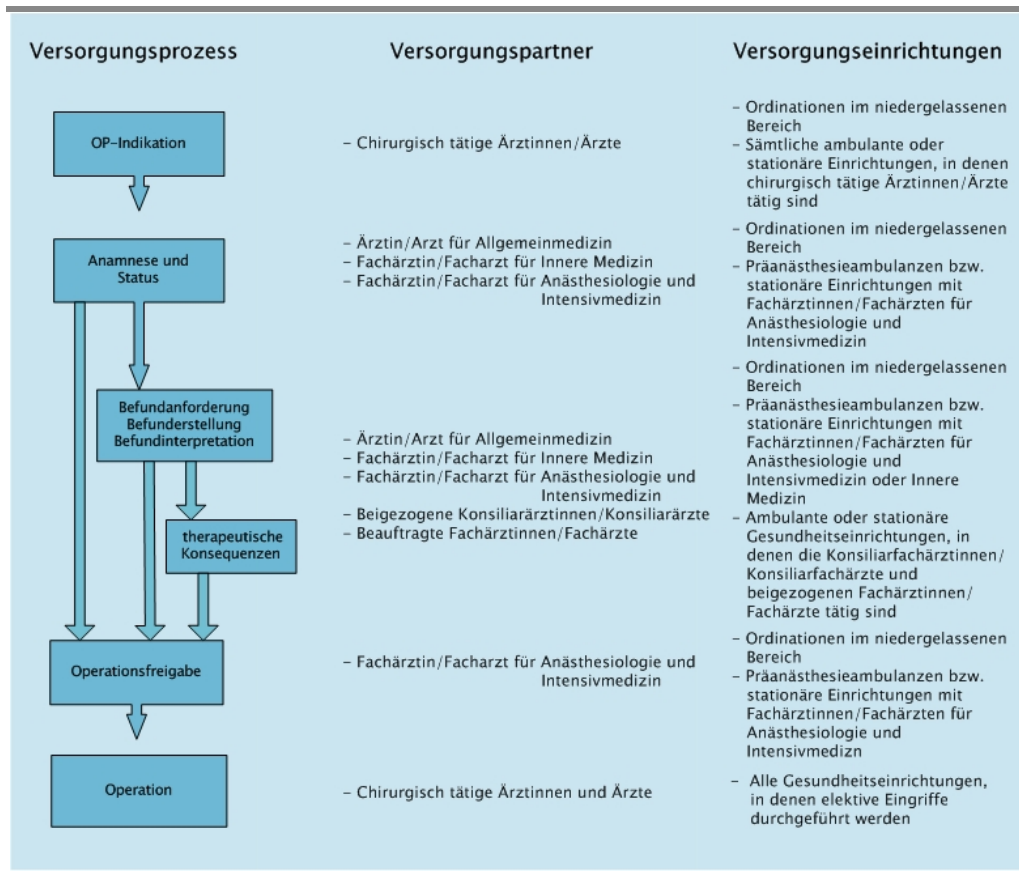 Versorgungsprozess
Versorgungspartner
Versorgungseinrichtungen
OP-Indikation
– Chirurgisch tätige Ärztinnen/Ärzte
– Ordinationen im niedergelassenen
Bereich
– Sämtliche ambulante oder
stationäre Einrichtungen, in denen
chirurgisch tätige Ärztinnen/Ärzte
tätig sind
Anamnese und
Status
– Ärztin/Arzt für Allgemeinmedizin
– Fachärztin/Facharzt für Innere Medizin
– Fachärztin/Facharzt für Anästhesiologie und
Intensivmedizin
– Ordinationen im niedergelassenen
Bereich
– Präanästhesieambulanzen bzw.
stationäre Einrichtungen mit
Fachärztinnen/Fachärzten für
Anästhesiologie und
Intensivmedizin
Befundanforderung
Befunderstellung
Befundinterpretation
therapeutische
Konsequenzen
– Ärztin/Arzt für Allgemeinmedizin
– Fachärztin/Facharzt für Innere Medizin
– Fachärztin/Facharzt für Anästhesiologie und
Intensivmedizin
– Beigezogene Konsiliarärztinnen/Konsiliarärzte
– Beauftragte Fachärztinnen/Fachärzte
– Ordinationen im niedergelassenen
Bereich
– Präanästhesieambulanzen bzw.
stationäre Einrichtungen mit
Fachärztinnen/Fachärzten für
Anästhesiologie und
Intensivmedizin oder Innere
Medizin
– Ambulante oder stationäre
Gesundheitseinrichtungen, in
denen die Konsiliarfachärztinnen/
Konsiliarfachärzte und
beigezogenen Fachärztinnen/
Fachärzte tätig sind
Operationsfreigabe
– Fachärztin/Facharzt für Anästhesiologie und
Intensivmedizin
– Ordinationen im niedergelassenen
Bereich
– Präanästhesieambulanzen bzw.
stationäre Einrichtungen mit
Fachärztinnen/Fachärzten für
Anästhesiologie und
Intensivmedizn
Operation
– Chirurgisch tätige Ärztinnen und Ärzte
– Alle Gesundheitseinrichtungen,
in denen elektive Eingriffe
durchgeführt werden